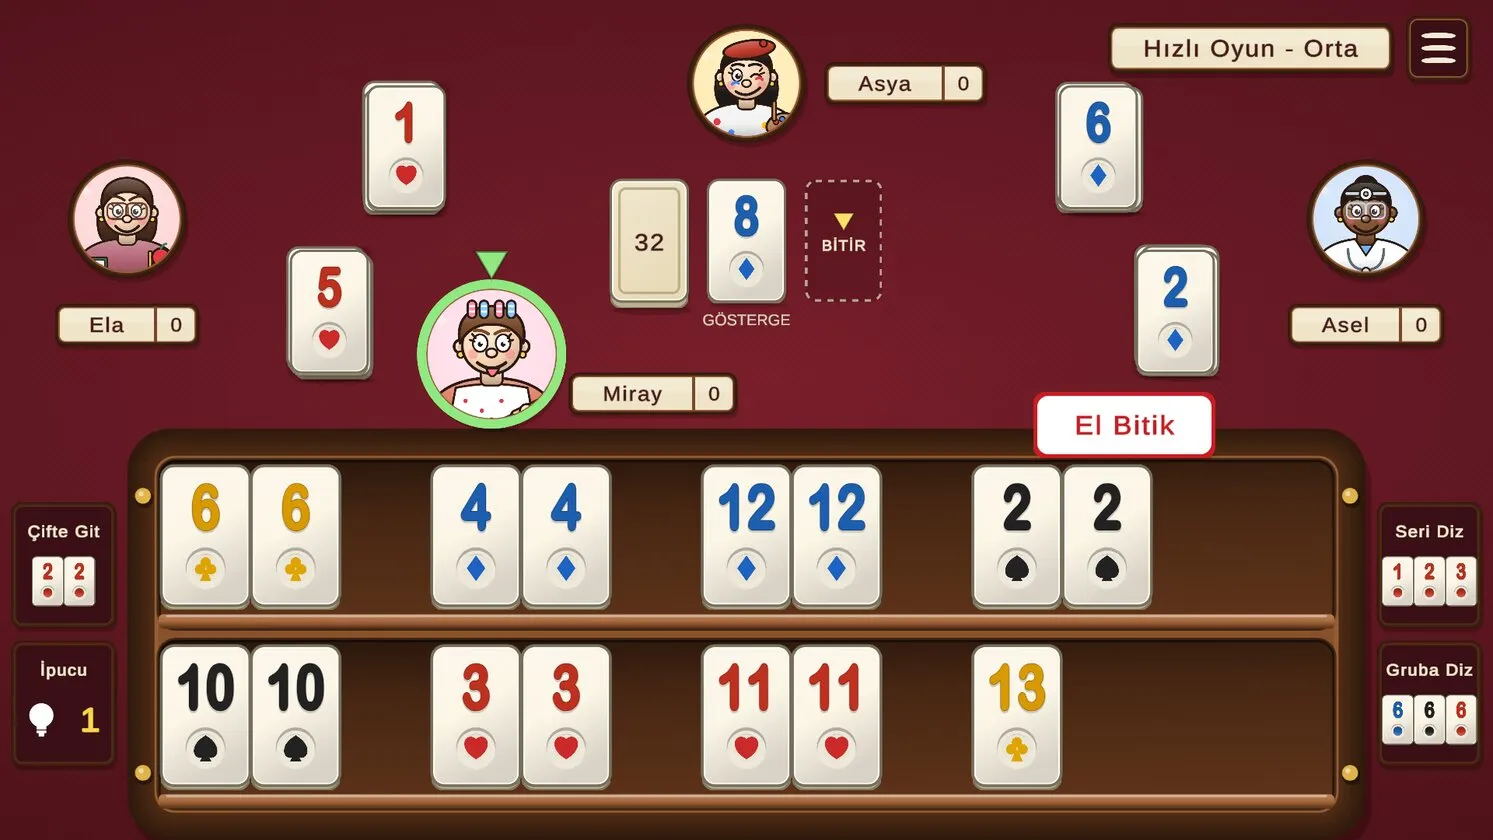 Hızlı Oyun - Orta
Asya 0
1
6
32
8
BİTİR
GÖSTERGE
Ela 0
5
2
Asel 0
Miray 0
El Bitik
6 6 4 4 12 12 2 2
10 10 3 3 11 11 13
Çifte Git
2 2
İpucu
1
Seri Diz
1 2 3
Gruba Diz
6 6 6